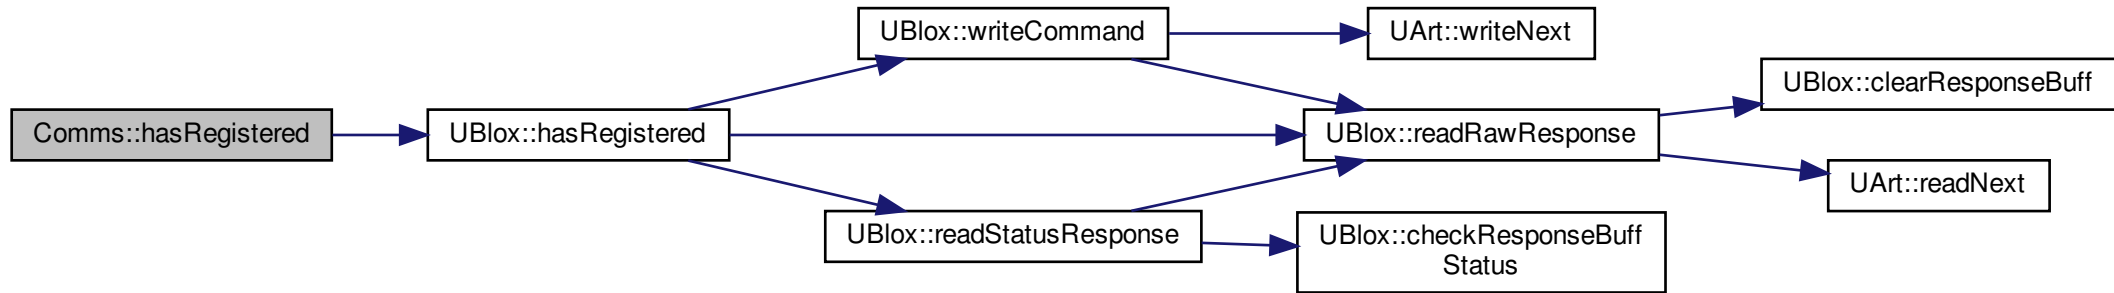 Comms::hasRegistered
UBlox::hasRegistered
UBlox::writeCommand
UBlox::readStatusResponse
UArt::writeNext
UBlox::readRawResponse
UBlox::checkResponseBuff
Status
UBlox::clearResponseBuff
UArt::readNext